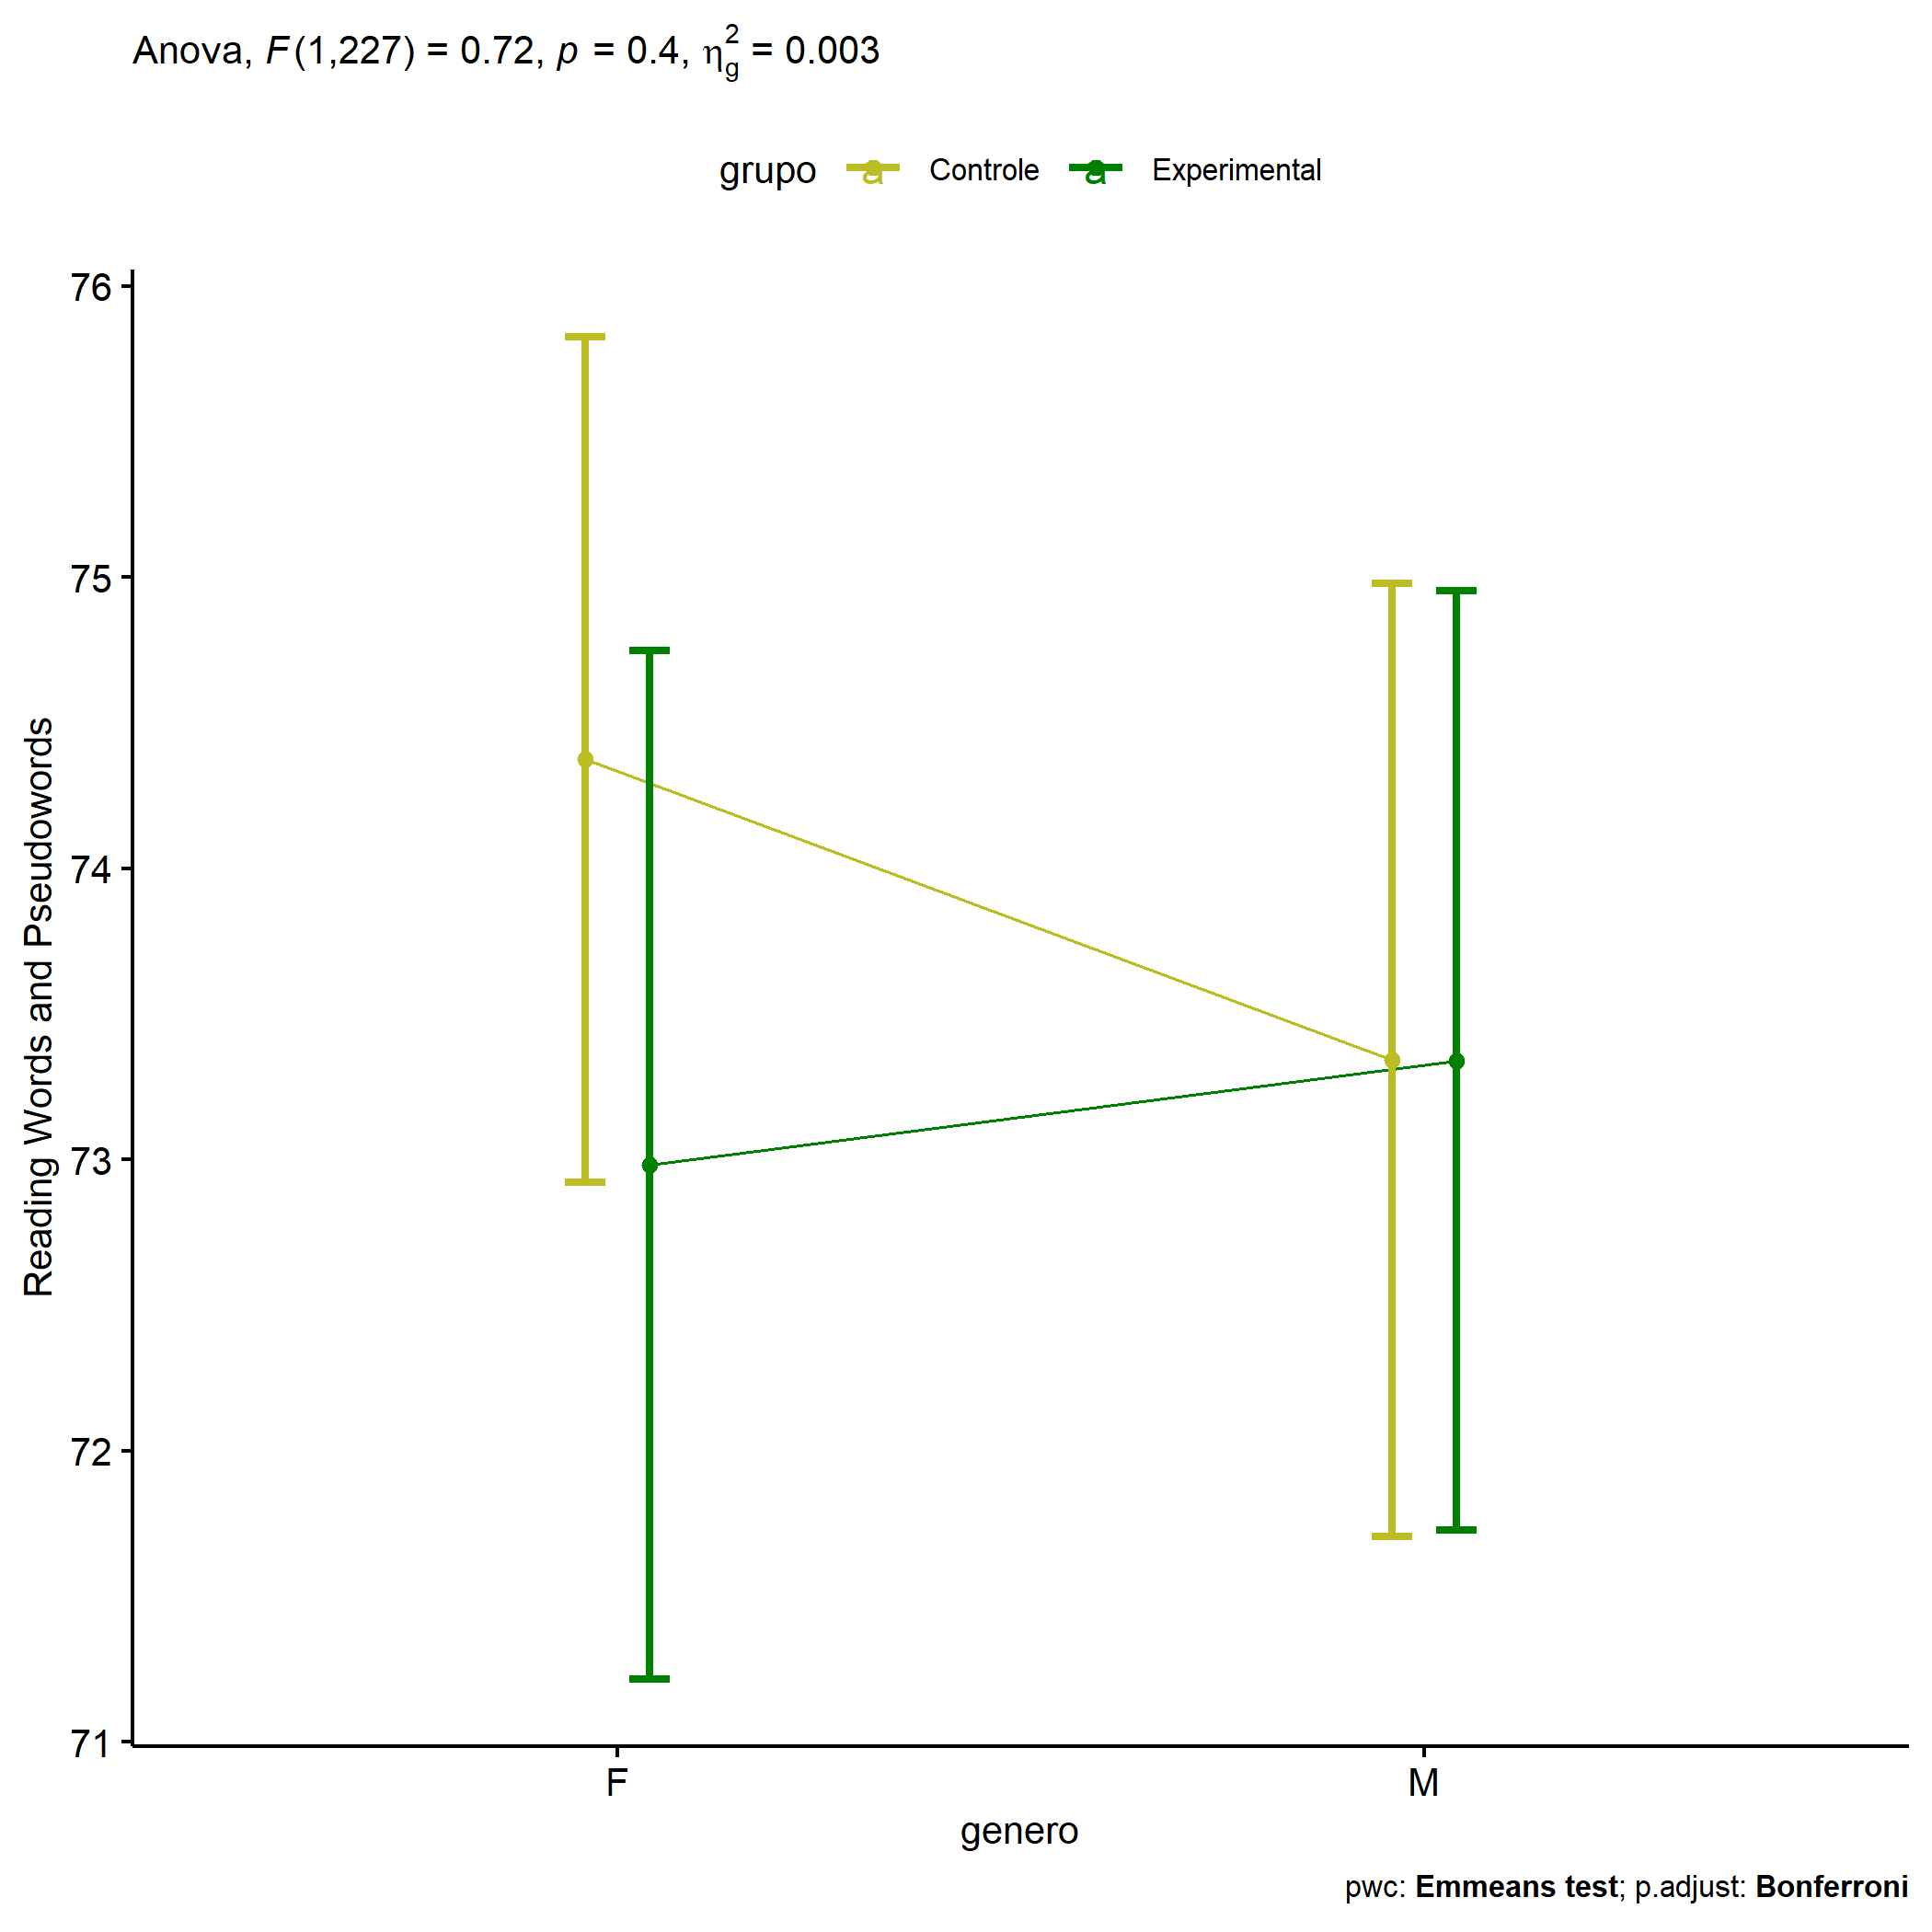 Anova, F(1,227) = 0.72, p = 0.4, η²g = 0.003
grupo a Controle a Experimental
76
75
74
73
72
71
Reading Words and Pseudowords
F M
genero
pwc: Emmeans test; p.adjust: Bonferroni